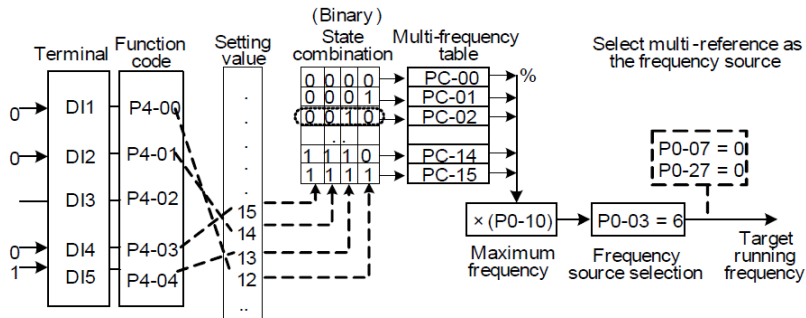 (Binary)
Terminal Function code Setting value State combination Multi-frequency table Select multi-reference as the frequency source
0 DI1 P4-00 . 0 0 0 0 PC-00 %
. 0 0 0 1 PC-01
0 0 1 0 PC-02
0 DI2 P4-01 . ... 
. 1 1 1 0 PC-14 P0-07 = 0
. 1 1 1 1 PC-15 P0-27 = 0
DI3 P4-02 .
15
0 DI4 P4-03 14 × (P0-10) P0-03 = 6
1 DI5 P4-04 13 Maximum frequency Frequency source selection Target running frequency
12
..